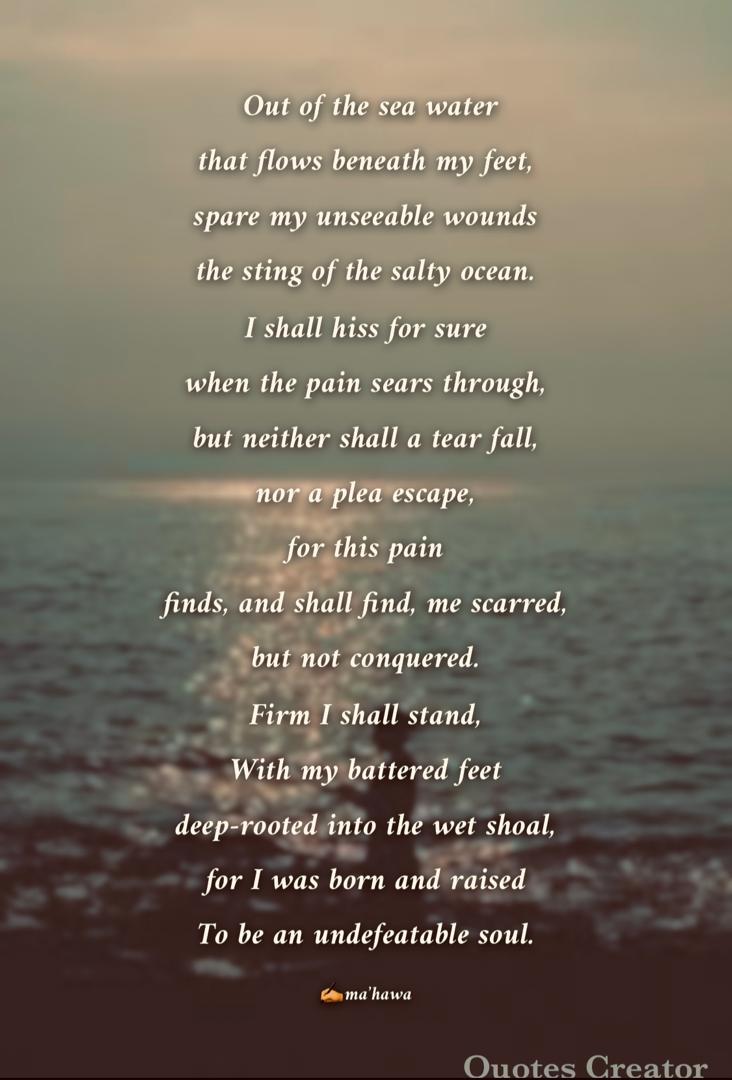 Out of the sea water
that flows beneath my feet,
spare my unseeable wounds
the sting of the salty ocean.
I shall hiss for sure
when the pain sears through,
but neither shall a tear fall,
nor a plea escape,
for this pain
finds, and shall find, me scarred,
but not conquered.
Firm I shall stand,
With my battered feet
deep-rooted into the wet shoal,
for I was born and raised
To be an undefeatable soul.
✍ma'hawa
Quotes Creator